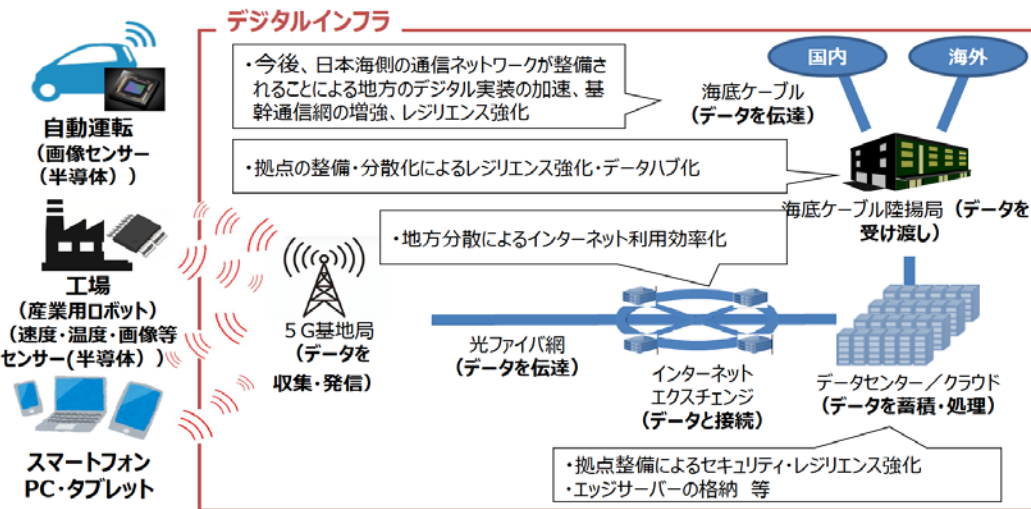 デジタルインフラ
自動運転
（画像センサー
（半導体））
工場
（産業用ロボット）
（速度・温度・画像等
センサー(半導体））
スマートフォン
PC・タブレット
・今後、日本海側の通信ネットワークが整備さ
れることによる地方のデジタル実装の加速、基
幹通信網の増強、レジリエンス強化
国内
海外
海底ケーブル
（データを伝達）
・拠点の整備・分散化によるレジリエンス強化・データハブ化
海底ケーブル陸揚局（データを
受け渡し）
・地方分散によるインターネット利用効率化
５G基地局
（データを
収集・発信）
光ファイバ網
（データを伝達）
インターネット
エクスチェンジ
（データと接続）
データセンター／クラウド
（データを蓄積・処理）
・拠点整備によるセキュリティ・レジリエンス強化
・エッジサーバーの格納　等